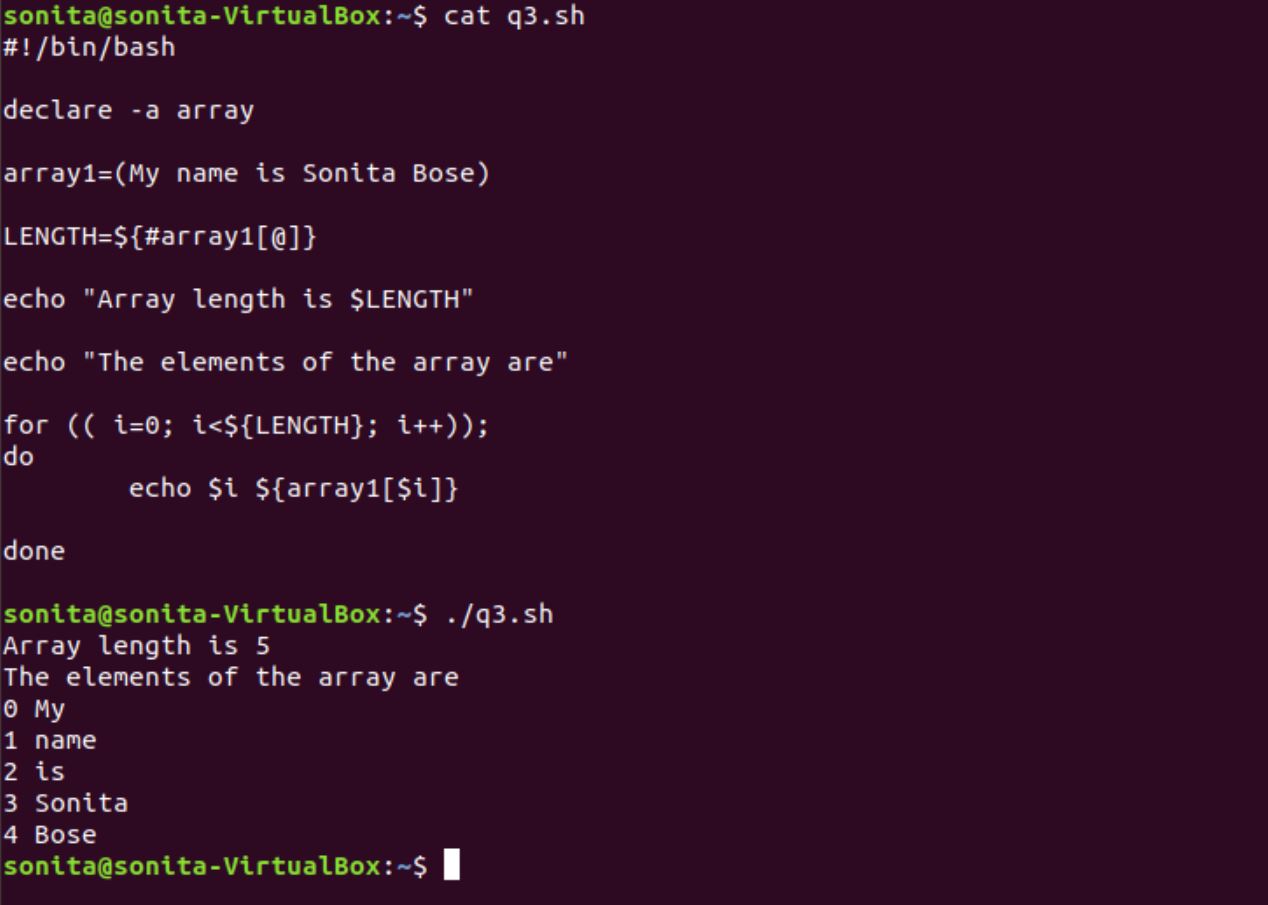 sonita@sonita-VirtualBox:~$ cat q3.sh
#!/bin/bash
declare -a array
array1=(My name is Sonita Bose)
LENGTH=${#array1[@]}
echo "Array length is $LENGTH"
echo "The elements of the array are"
for (( i=0; i<${LENGTH}; i++));
do
        echo $i ${array1[$i]}
done
sonita@sonita-VirtualBox:~$ ./q3.sh
Array length is 5
The elements of the array are
0 My
1 name
2 is
3 Sonita
4 Bose
sonita@sonita-VirtualBox:~$